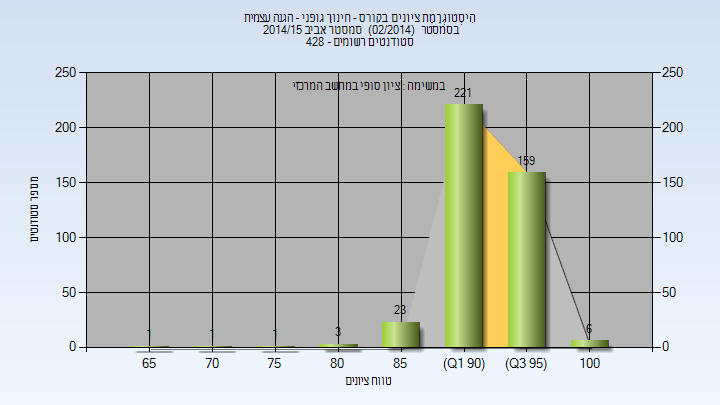 היסטוגרמת ציונים בקורס - חינוך גופני - הגנה עצמית
בסמסטר (02/2014) סמסטר אביב 2014/15
סטודנטים רשומים - 428
במשימה : ציון סופי במחשב המרכזי
250 250
200 200
150 150
100 100
50 50
0 0
221
159
23
6
3
1 1 1
65 70 75 80 85 (Q1 90) (Q3 95) 100
מספר סטודנטים
טווח ציונים